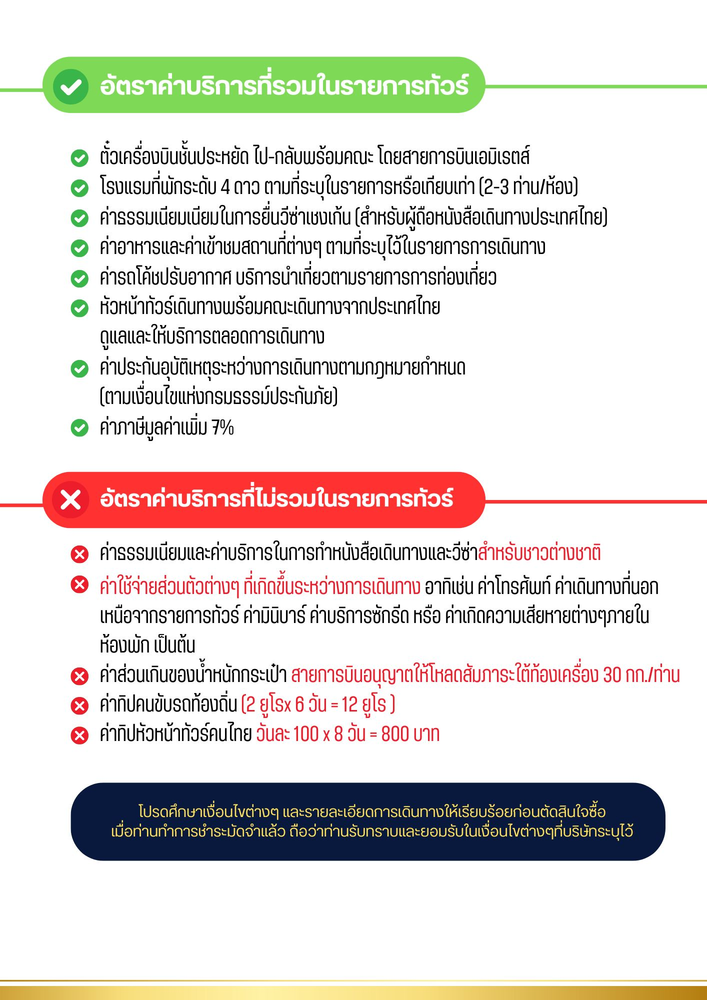 อัตราค่าบริการที่รวมในรายการทัวร์
ตั๋วเครื่องบินชั้นประหยัด ไป-กลับพร้อมคณะ โดยสายการบินเอมิเรตส์
โรงแรมที่พักระดับ 4 ดาว ตามที่ระบุในรายการหรือเทียบเท่า (2-3 ท่าน/ห้อง)
ค่าธรรมเนียมเนียมในการยื่นวีซ่าเชงเก้น (สำหรับผู้ถือหนังสือเดินทางประเทศไทย)
ค่าอาหารและค่าเข้าชมสถานที่ต่างๆ ตามที่ระบุไว้ในรายการการเดินทาง
ค่ารถโค้ชปรับอากาศ บริการนำเที่ยวตามรายการการท่องเที่ยว
หัวหน้าทัวร์เดินทางพร้อมคณะเดินทางจากประเทศไทย
ดูแลและให้บริการตลอดการเดินทาง
ค่าประกันอุบัติเหตุระหว่างการเดินทางตามกฎหมายกำหนด
(ตามเงื่อนไขแห่งกรมธรรม์ประกันภัย)
ค่าภาษีมูลค่าเพิ่ม 7%
อัตราค่าบริการที่ไม่รวมในรายการทัวร์
ค่าธรรมเนียมและค่าบริการในการทำหนังสือเดินทางและวีซ่าสำหรับชาวต่างชาติ
ค่าใช้จ่ายส่วนตัวต่างๆ ที่เกิดขึ้นระหว่างการเดินทาง อาทิเช่น ค่าโทรศัพท์ ค่าเดินทางที่นอก
เหนือจากรายการทัวร์ ค่ามินิบาร์ ค่าบริการซักรีด หรือ ค่าเกิดความเสียหายต่างๆภายใน
ห้องพัก เป็นต้น
ค่าส่วนเกินของน้ำหนักกระเป๋า สายการบินอนุญาตให้โหลดสัมภาระใต้ท้องเครื่อง 30 กก./ท่าน
ค่าทิปคนขับรถท้องถิ่น (2 ยูโรx 6 วัน = 12 ยูโร )
ค่าทิปหัวหน้าทัวร์คนไทย วันละ 100 x 8 วัน = 800 บาท
โปรดศึกษาเงื่อนไขต่างๆ และรายละเอียดการเดินทางให้เรียบร้อยก่อนตัดสินใจซื้อ
เมื่อท่านทำการชำระมัดจำแล้ว ถือว่าท่านรับทราบและยอมรับในเงื่อนไขต่างๆที่บริษัทระบุไว้